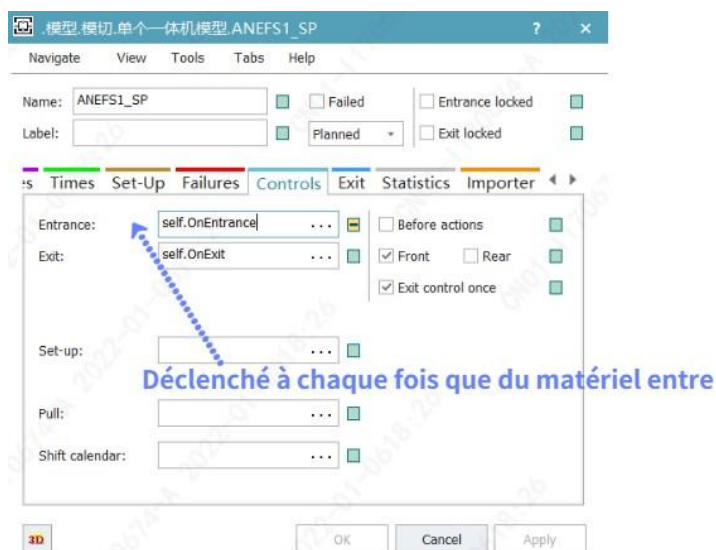 .模型.模切.单个一体机模型.ANEFS1_SP ? ×
Navigate View Tools Tabs Help
Name: ANEFS1_SP Failed Entrance locked
Label: Planned Exit locked
es Times Set-Up Failures Controls Exit Statistics Importer
Entrance: self.OnEntrance ... Before actions
Exit: self.OnExit ... Front Rear
Exit control once
Set-up: ...
Déclenché à chaque fois que du matériel entre
Pull: ...
Shift calendar: ...
3D OK Cancel Apply